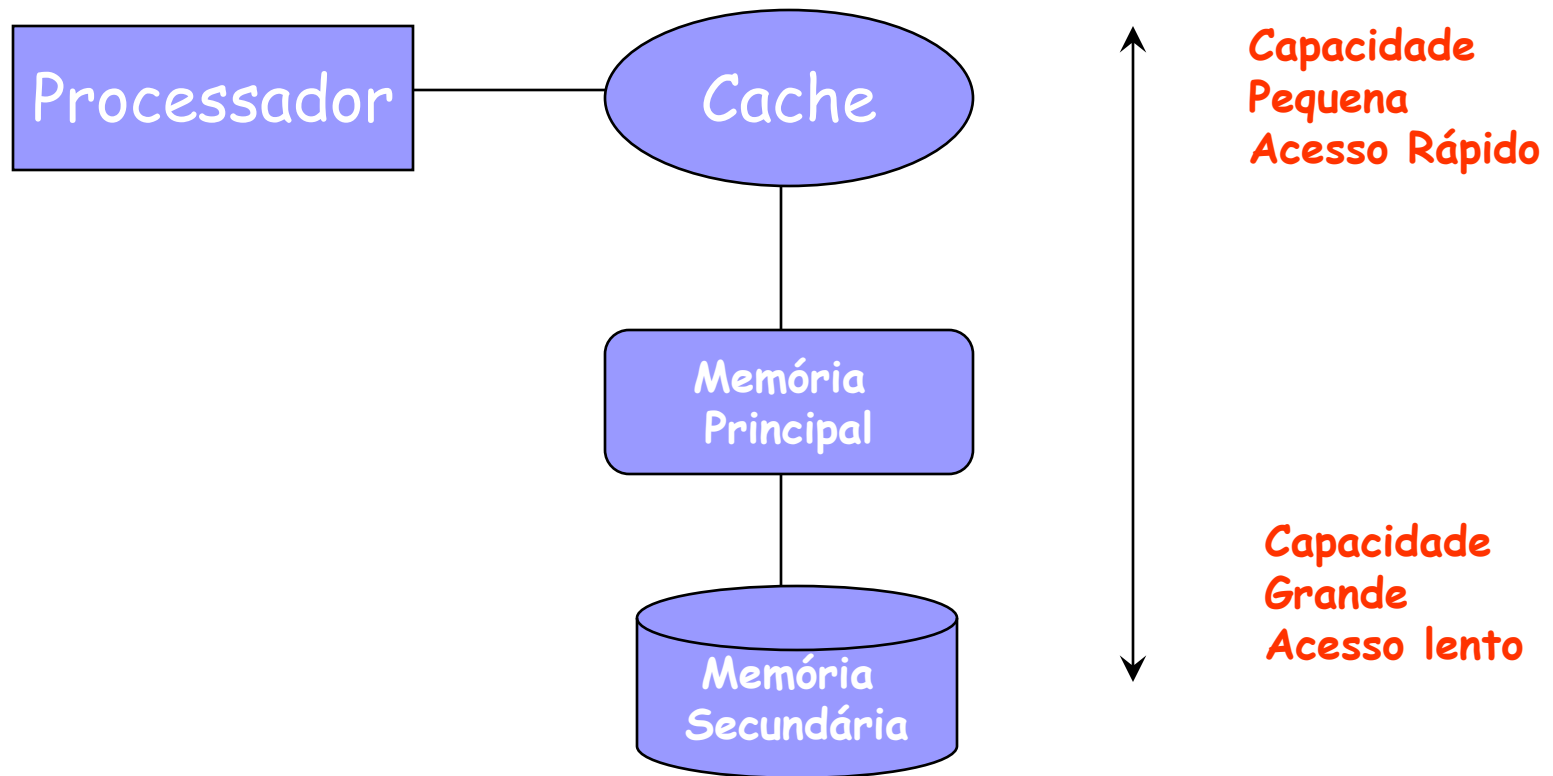 Processador
Cache
Capacidade
Pequena
Acesso Rápido
Memória
Principal
Capacidade
Grande
Acesso lento
Memória
Secundária